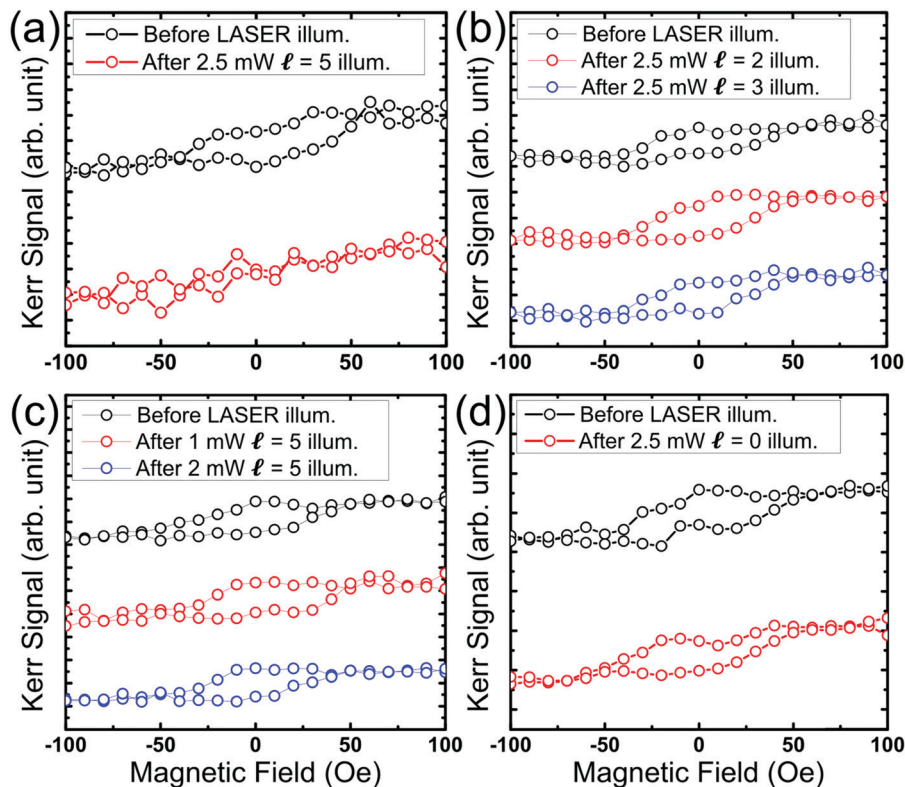 (a)
Before LASER illum.
After 2.5 mW ℓ = 5 illum.
Kerr Signal (arb. unit)
-100 -50 0 50 100
(b)
Before LASER illum.
After 2.5 mW ℓ = 2 illum.
After 2.5 mW ℓ = 3 illum.
Kerr Signal (arb. unit)
-100 -50 0 50 100
(c)
Before LASER illum.
After 1 mW ℓ = 5 illum.
After 2 mW ℓ = 5 illum.
Kerr Signal (arb. unit)
-100 -50 0 50 100
Magnetic Field (Oe)
(d)
Before LASER illum.
After 2.5 mW ℓ = 0 illum.
Kerr Signal (arb. unit)
-100 -50 0 50 100
Magnetic Field (Oe)